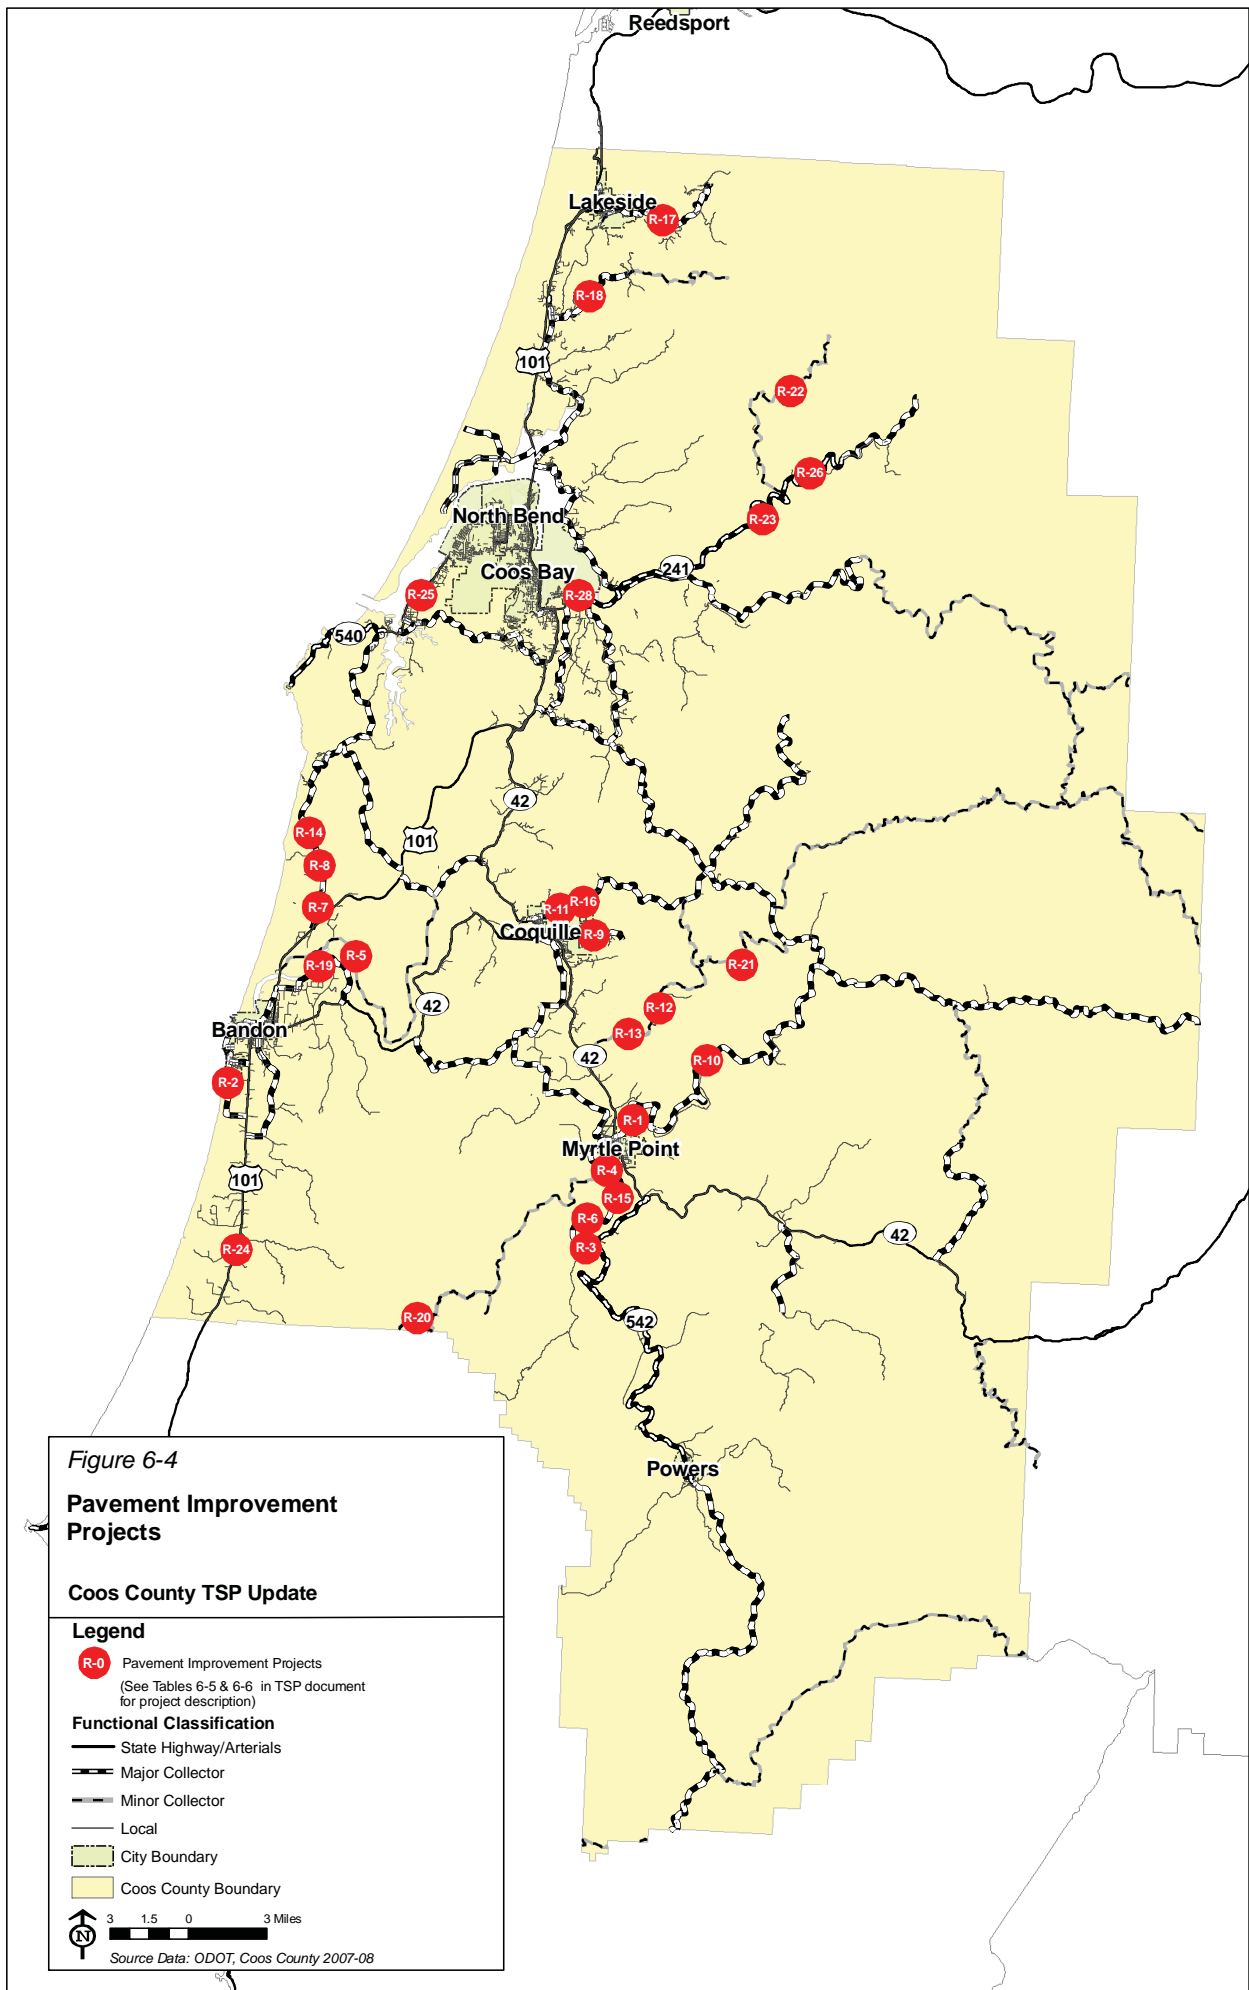 Reedsport
Lakeside
R-17
R-18
101
R-22
R-26
North Bend
R-23
Coos Bay
241
R-25
R-28
540
42
R-14
101
R-8
R-7
R-11
R-16
Coquille
R-9
R-5
R-19
R-21
42
R-12
Bandon
R-13
42
R-10
R-2
R-1
Myrtle Point
R-4
101
R-15
R-6
42
R-24
R-3
R-20
542
Powers
Figure 6-4
Pavement Improvement
Projects
Coos County TSP Update
Legend
R-0 Pavement Improvement Projects
(See Tables 6-5 & 6-6 in TSP document
for project description)
Functional Classification
State Highway/Arterials
Major Collector
Minor Collector
Local
City Boundary
Coos County Boundary
N
3 1.5 0 3 Miles
Source Data: ODOT, Coos County 2007-08